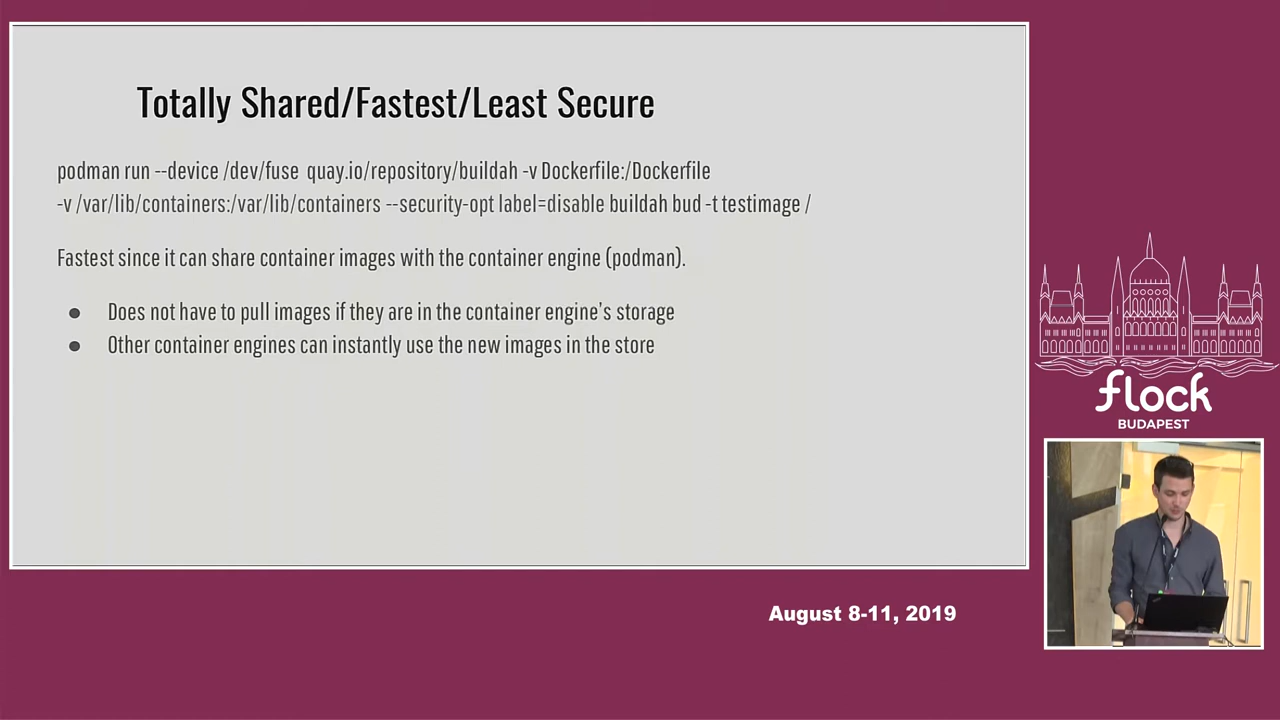 Totally Shared/Fastest/Least Secure
podman run --device /dev/fuse quay.io/repository/buildah -v Dockerfile:/Dockerfile
-v /var/lib/containers:/var/lib/containers --security-opt label=disable buildah bud -t testimage /
Fastest since it can share container images with the container engine (podman).
● Does not have to pull images if they are in the container engine's storage
● Other container engines can instantly use the new images in the store
flock
BUDAPEST
August 8-11, 2019